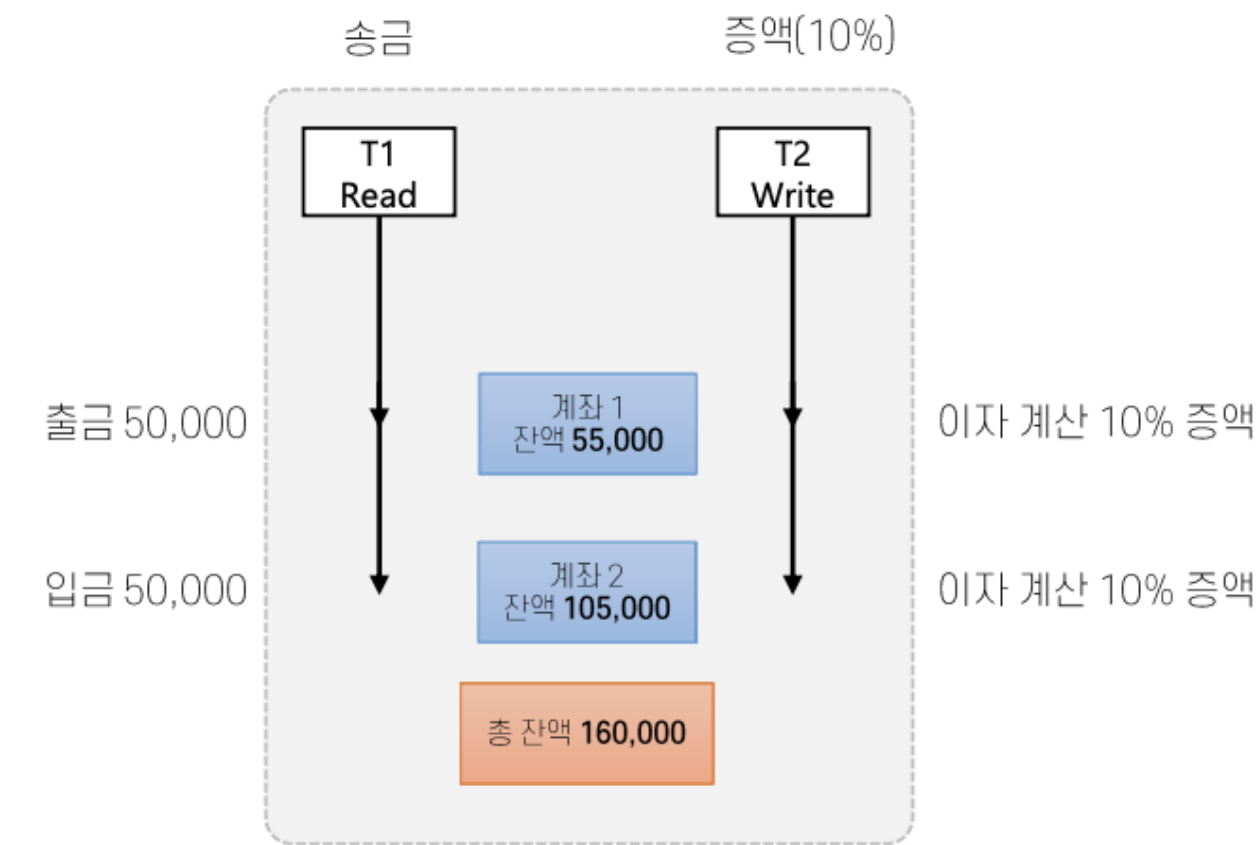 송금
증액(10%)
T1
Read
T2
Write
출금 50,000
계좌 1
잔액 55,000
이자 계산 10% 증액
입금 50,000
계좌 2
잔액 105,000
이자 계산 10% 증액
총 잔액 160,000